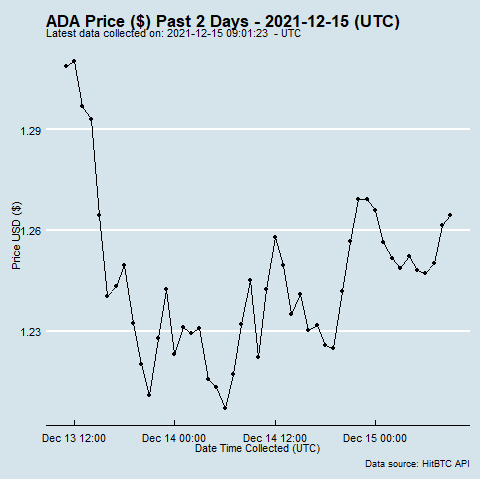 ADA Price ($) Past 2 Days - 2021-12-15 (UTC)
Latest data collected on: 2021-12-15 09:01:23  - UTC
1.29
1.26
1.23
Price USD ($)
Dec 13 12:00
Dec 14 00:00
Dec 14 12:00
Dec 15 00:00
Date Time Collected (UTC)
Data source: HitBTC API